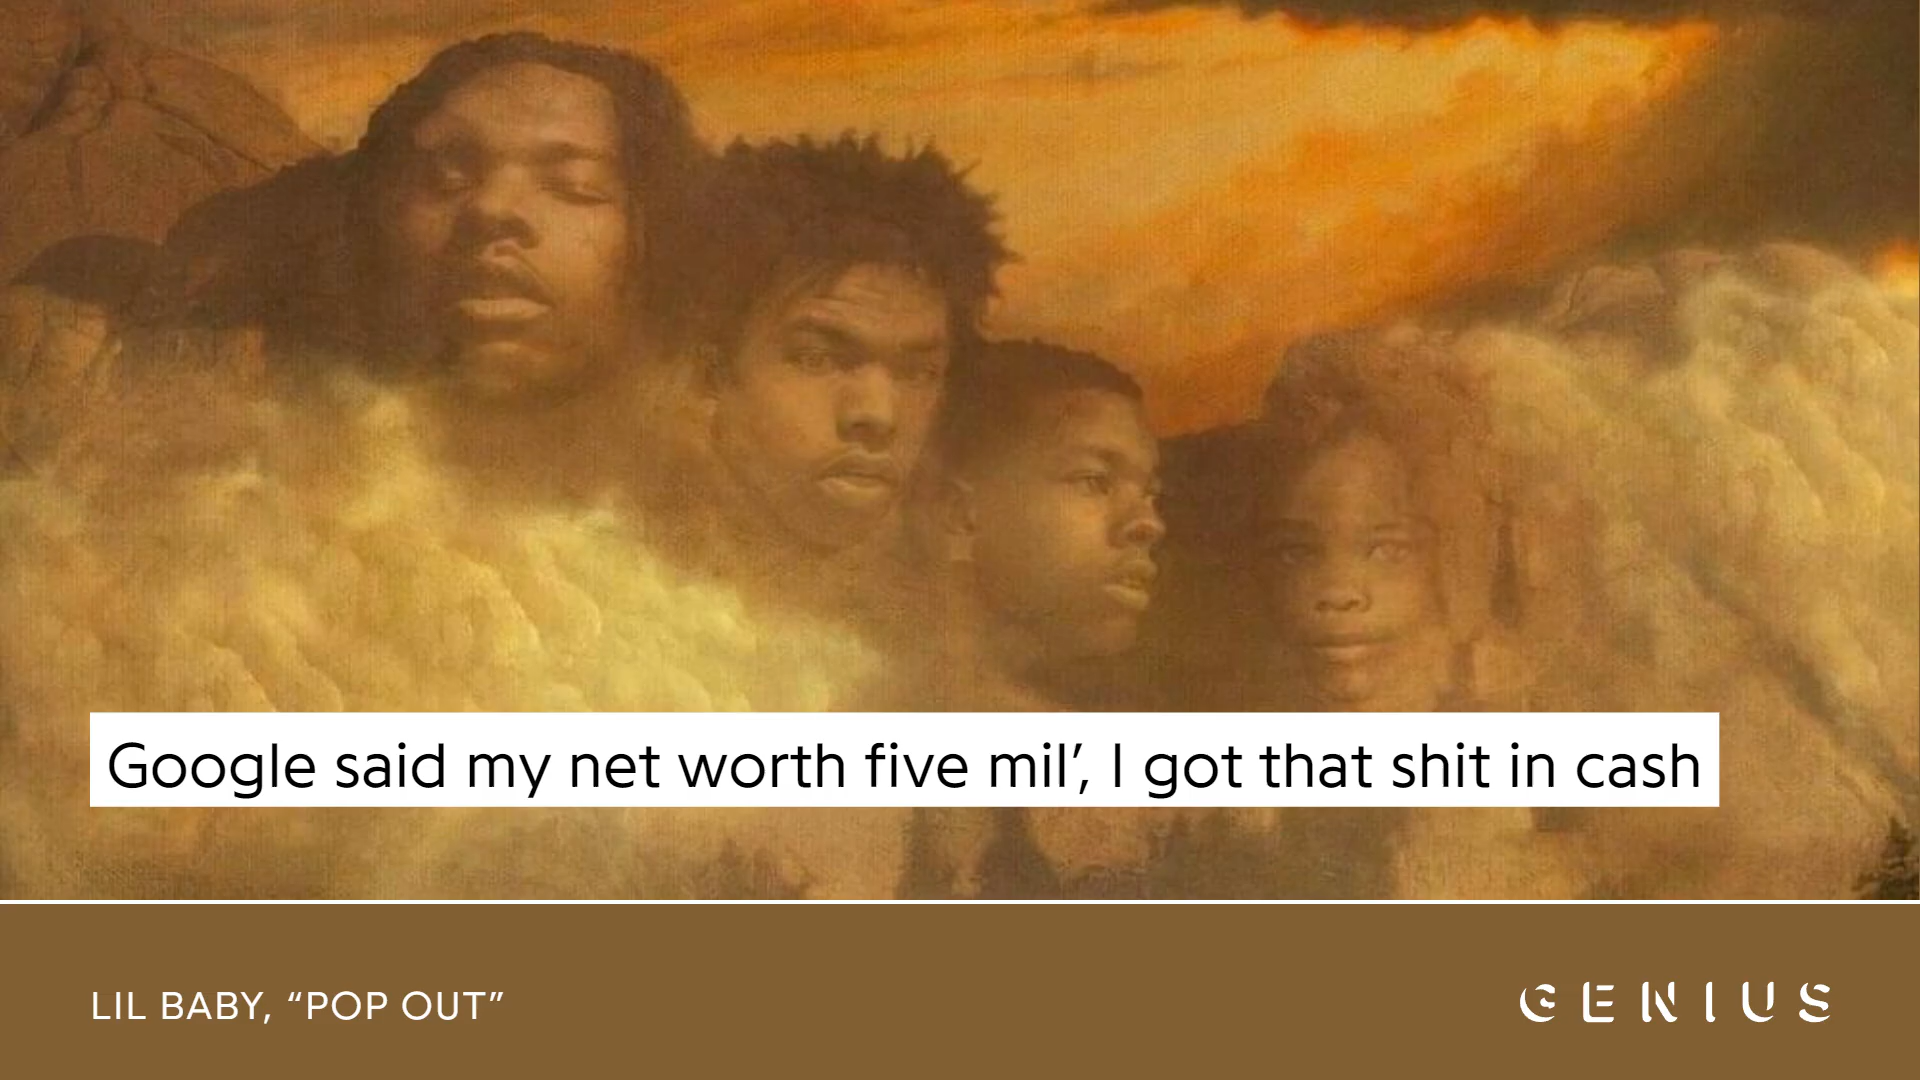 Google said my net worth five mil’, I got that shit in cash
LIL BABY, “POP OUT”
GENIUS